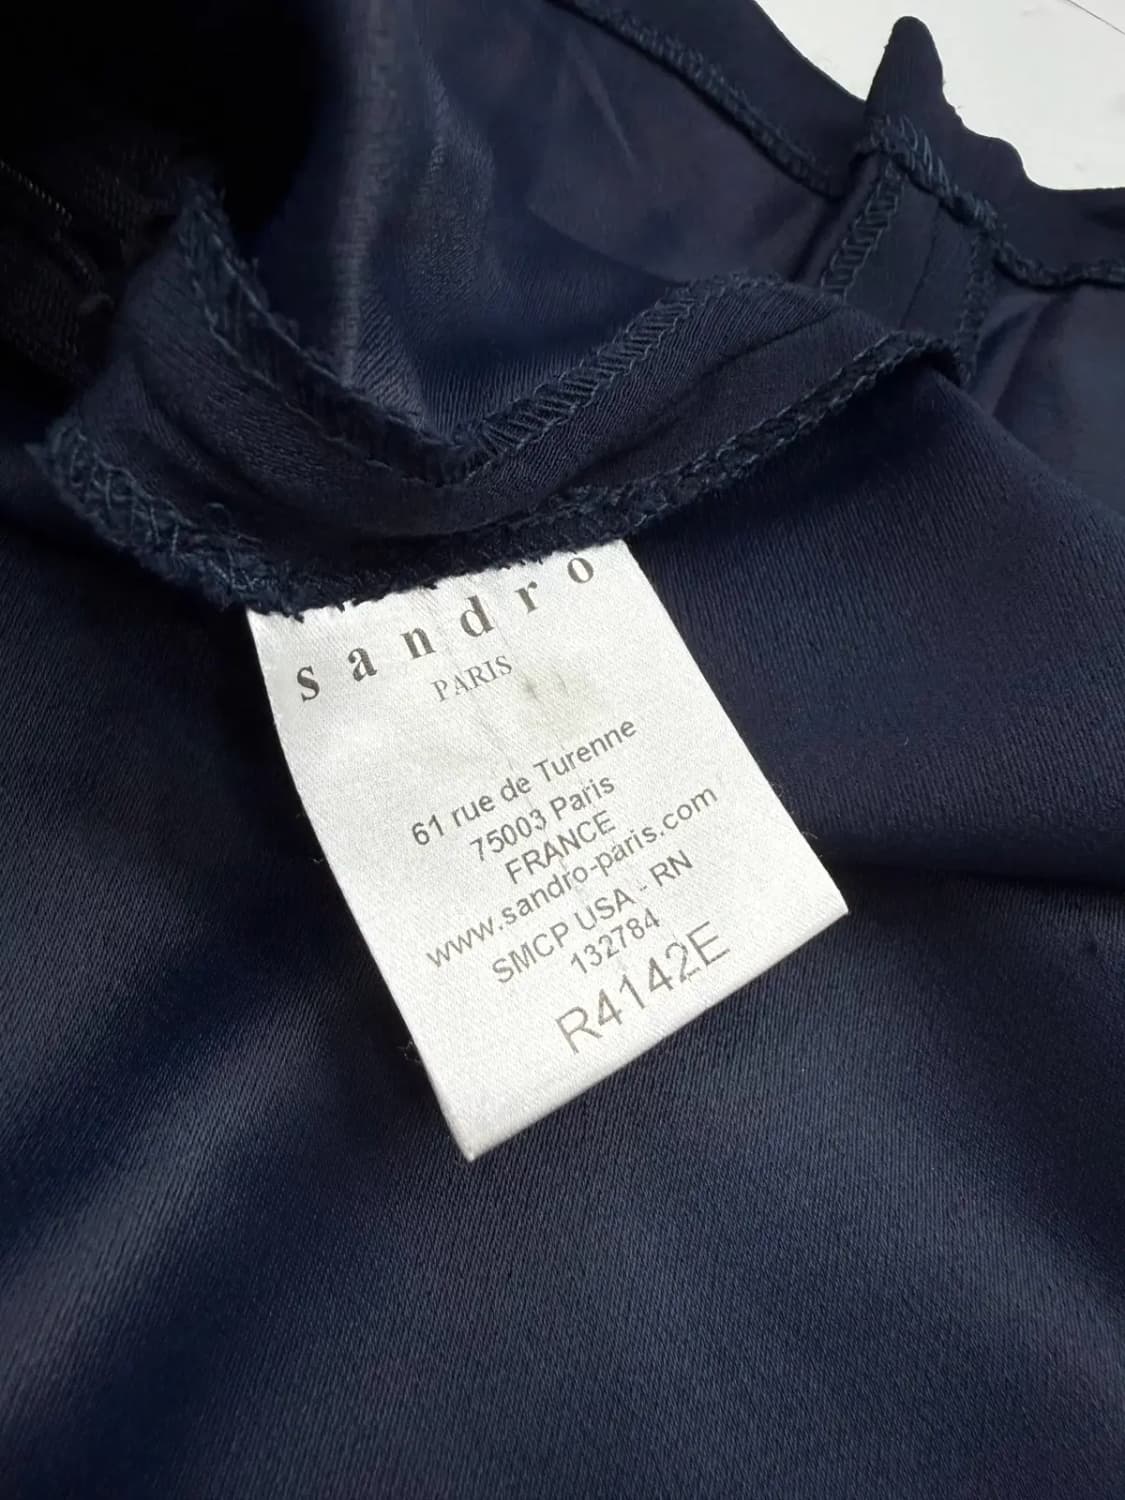 sandro
PARIS
61 rue de Turenne
75003 Paris
FRANCE
www.sandro-paris.com
SMCP USA - RN
132784
R4142E